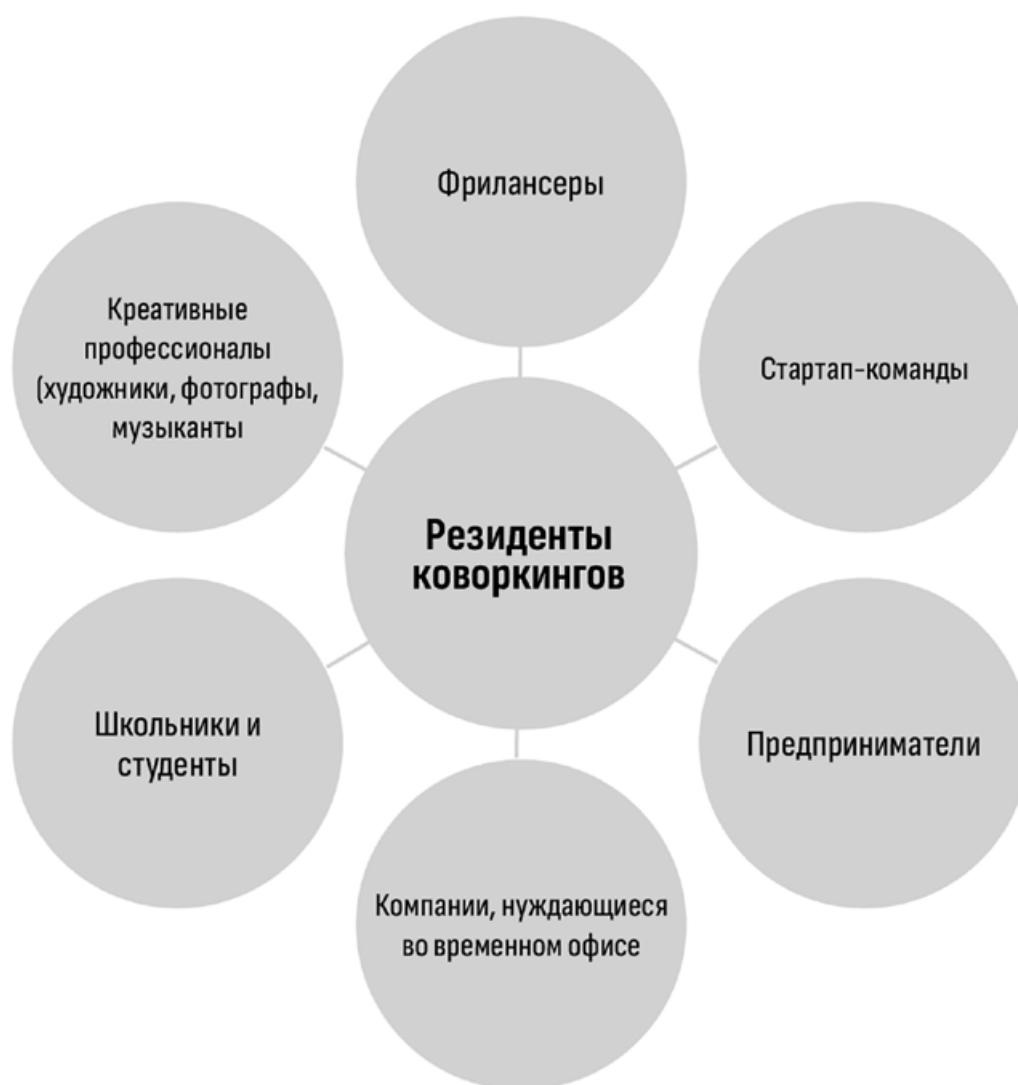 Фрилансеры
Креативные
профессионалы
(художники, фотографы,
музыканты
Стартап-команды
Резиденты
коворкингов
Школьники и
студенты
Предприниматели
Компании, нуждающиеся
во временном офисе